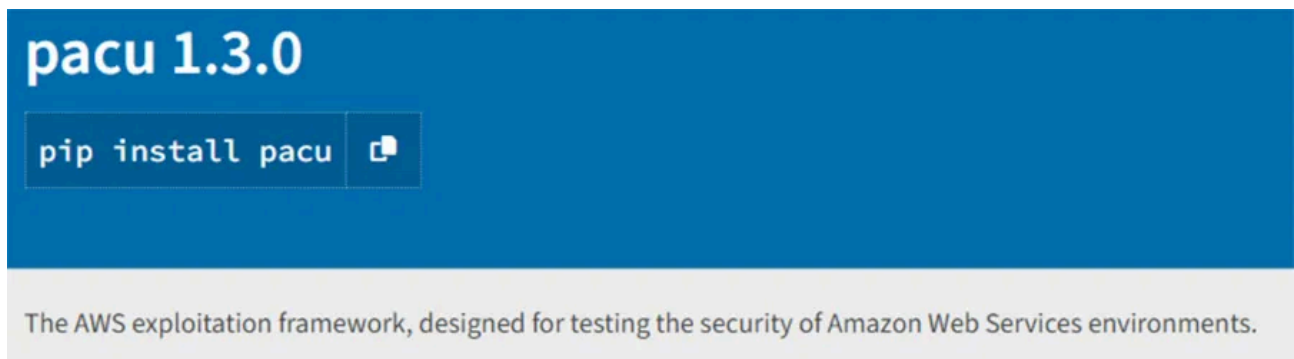 pacu 1.3.0
pip install pacu
The AWS exploitation framework, designed for testing the security of Amazon Web Services environments.